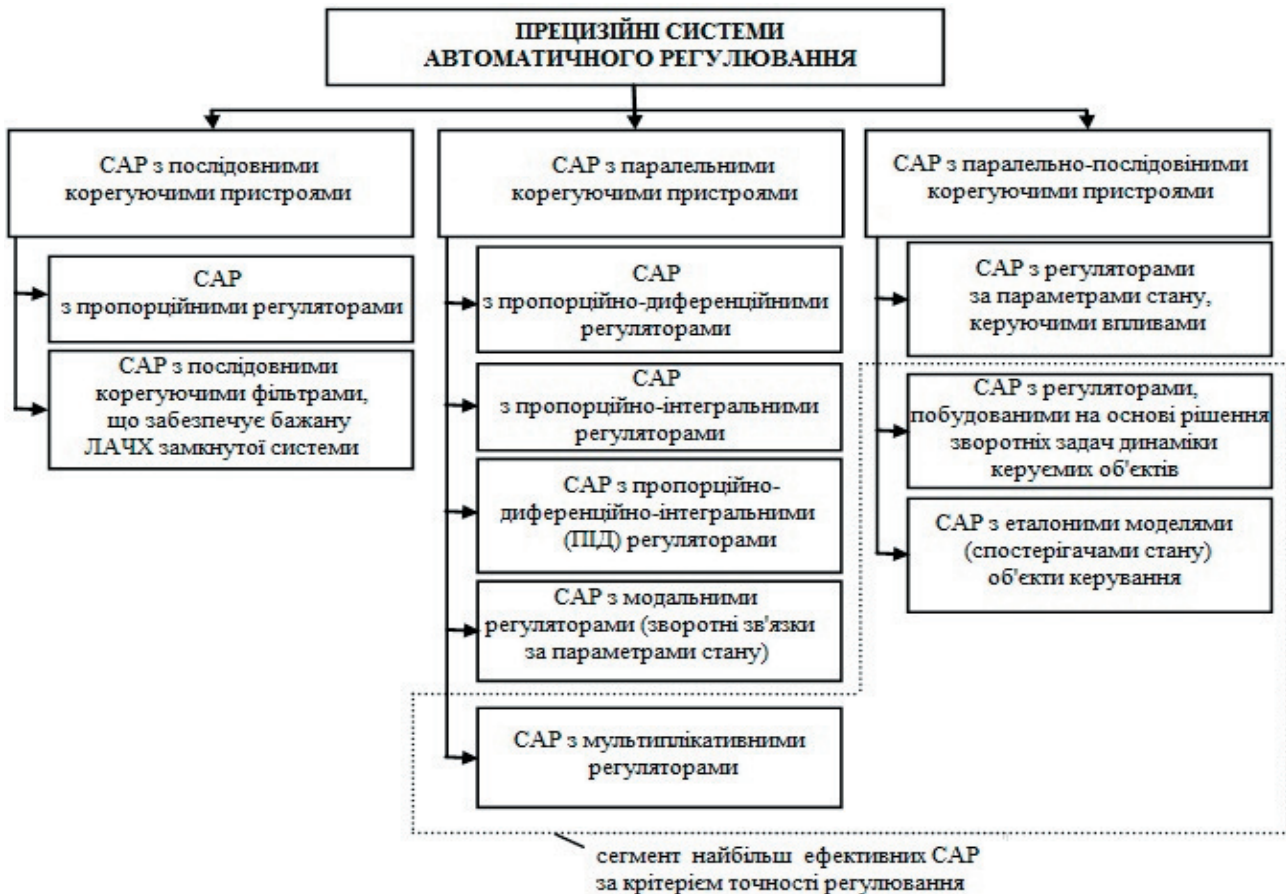 ПРЕЦИЗІЙНІ СИСТЕМИ
АВТОМАТИЧНОГО РЕГУЛЮВАННЯ
САР з послідовними
корегуючими пристроями
САР
з пропорційними регуляторами
САР з послідовними
корегуючими фільтрами,
що забезпечує бажану
ЛАЧХ замкнутої системи
САР з паралельними
корегуючими пристроями
САР
з пропорційно-диференційними
регуляторами
САР
з пропорційно-інтегральними
регуляторами
САР з пропорційно-
диференційно-інтегральними
(ПІД) регуляторами
САР з модальними
регуляторами (зворотні зв'язки
за параметрами стану)
САР з мультиплікативними
регуляторами
САР з паралельно-послідовіними
корегуючими пристроями
САР з регуляторами
за параметрами стану,
керуючими впливами
САР з регуляторами,
побудованими на основі рішення
зворотніх задач динаміки
керуємих об'єктів
САР з еталоними моделями
(спостерігачами стану)
об'єкти керування
сегмент найбільш ефективних САР
за крітерієм точності регулювання